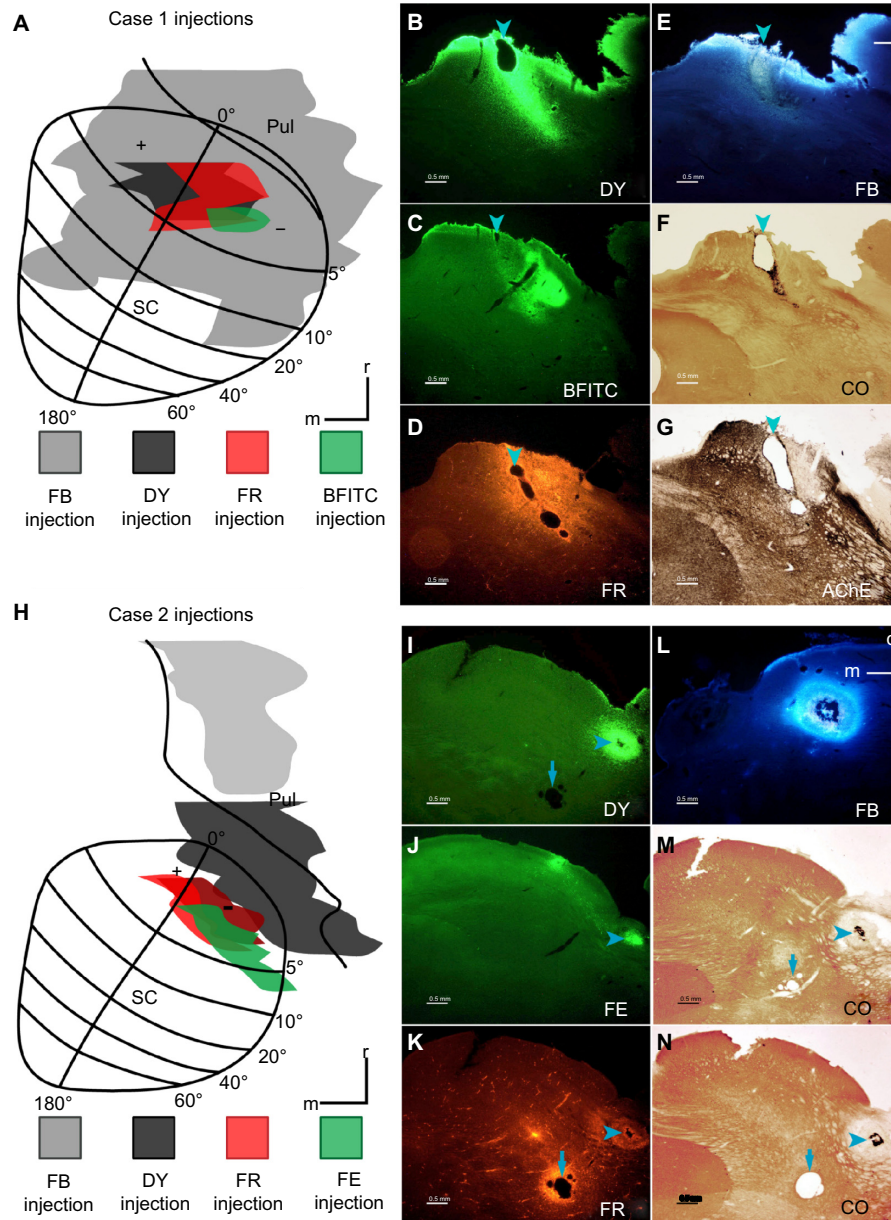 A
Case 1 injections
0°
Pul
+
−
5°
SC
10°
20°
40°
60°
180°
r
m
FB injection
DY injection
FR injection
BFITC injection
B
0.5 mm
DY
C
0.5 mm
BFITC
D
0.5 mm
FR
E
0.5 mm
FB
F
0.5 mm
CO
G
0.5 mm
AChE
H
Case 2 injections
Pul
0°
+
-
5°
SC
10°
20°
40°
60°
180°
r
m
FB injection
DY injection
FR injection
FE injection
I
0.5 mm
DY
J
0.5 mm
FE
K
0.5 mm
FR
L
m
0.5 mm
FB
M
0.5 mm
CO
N
0.5 mm
CO